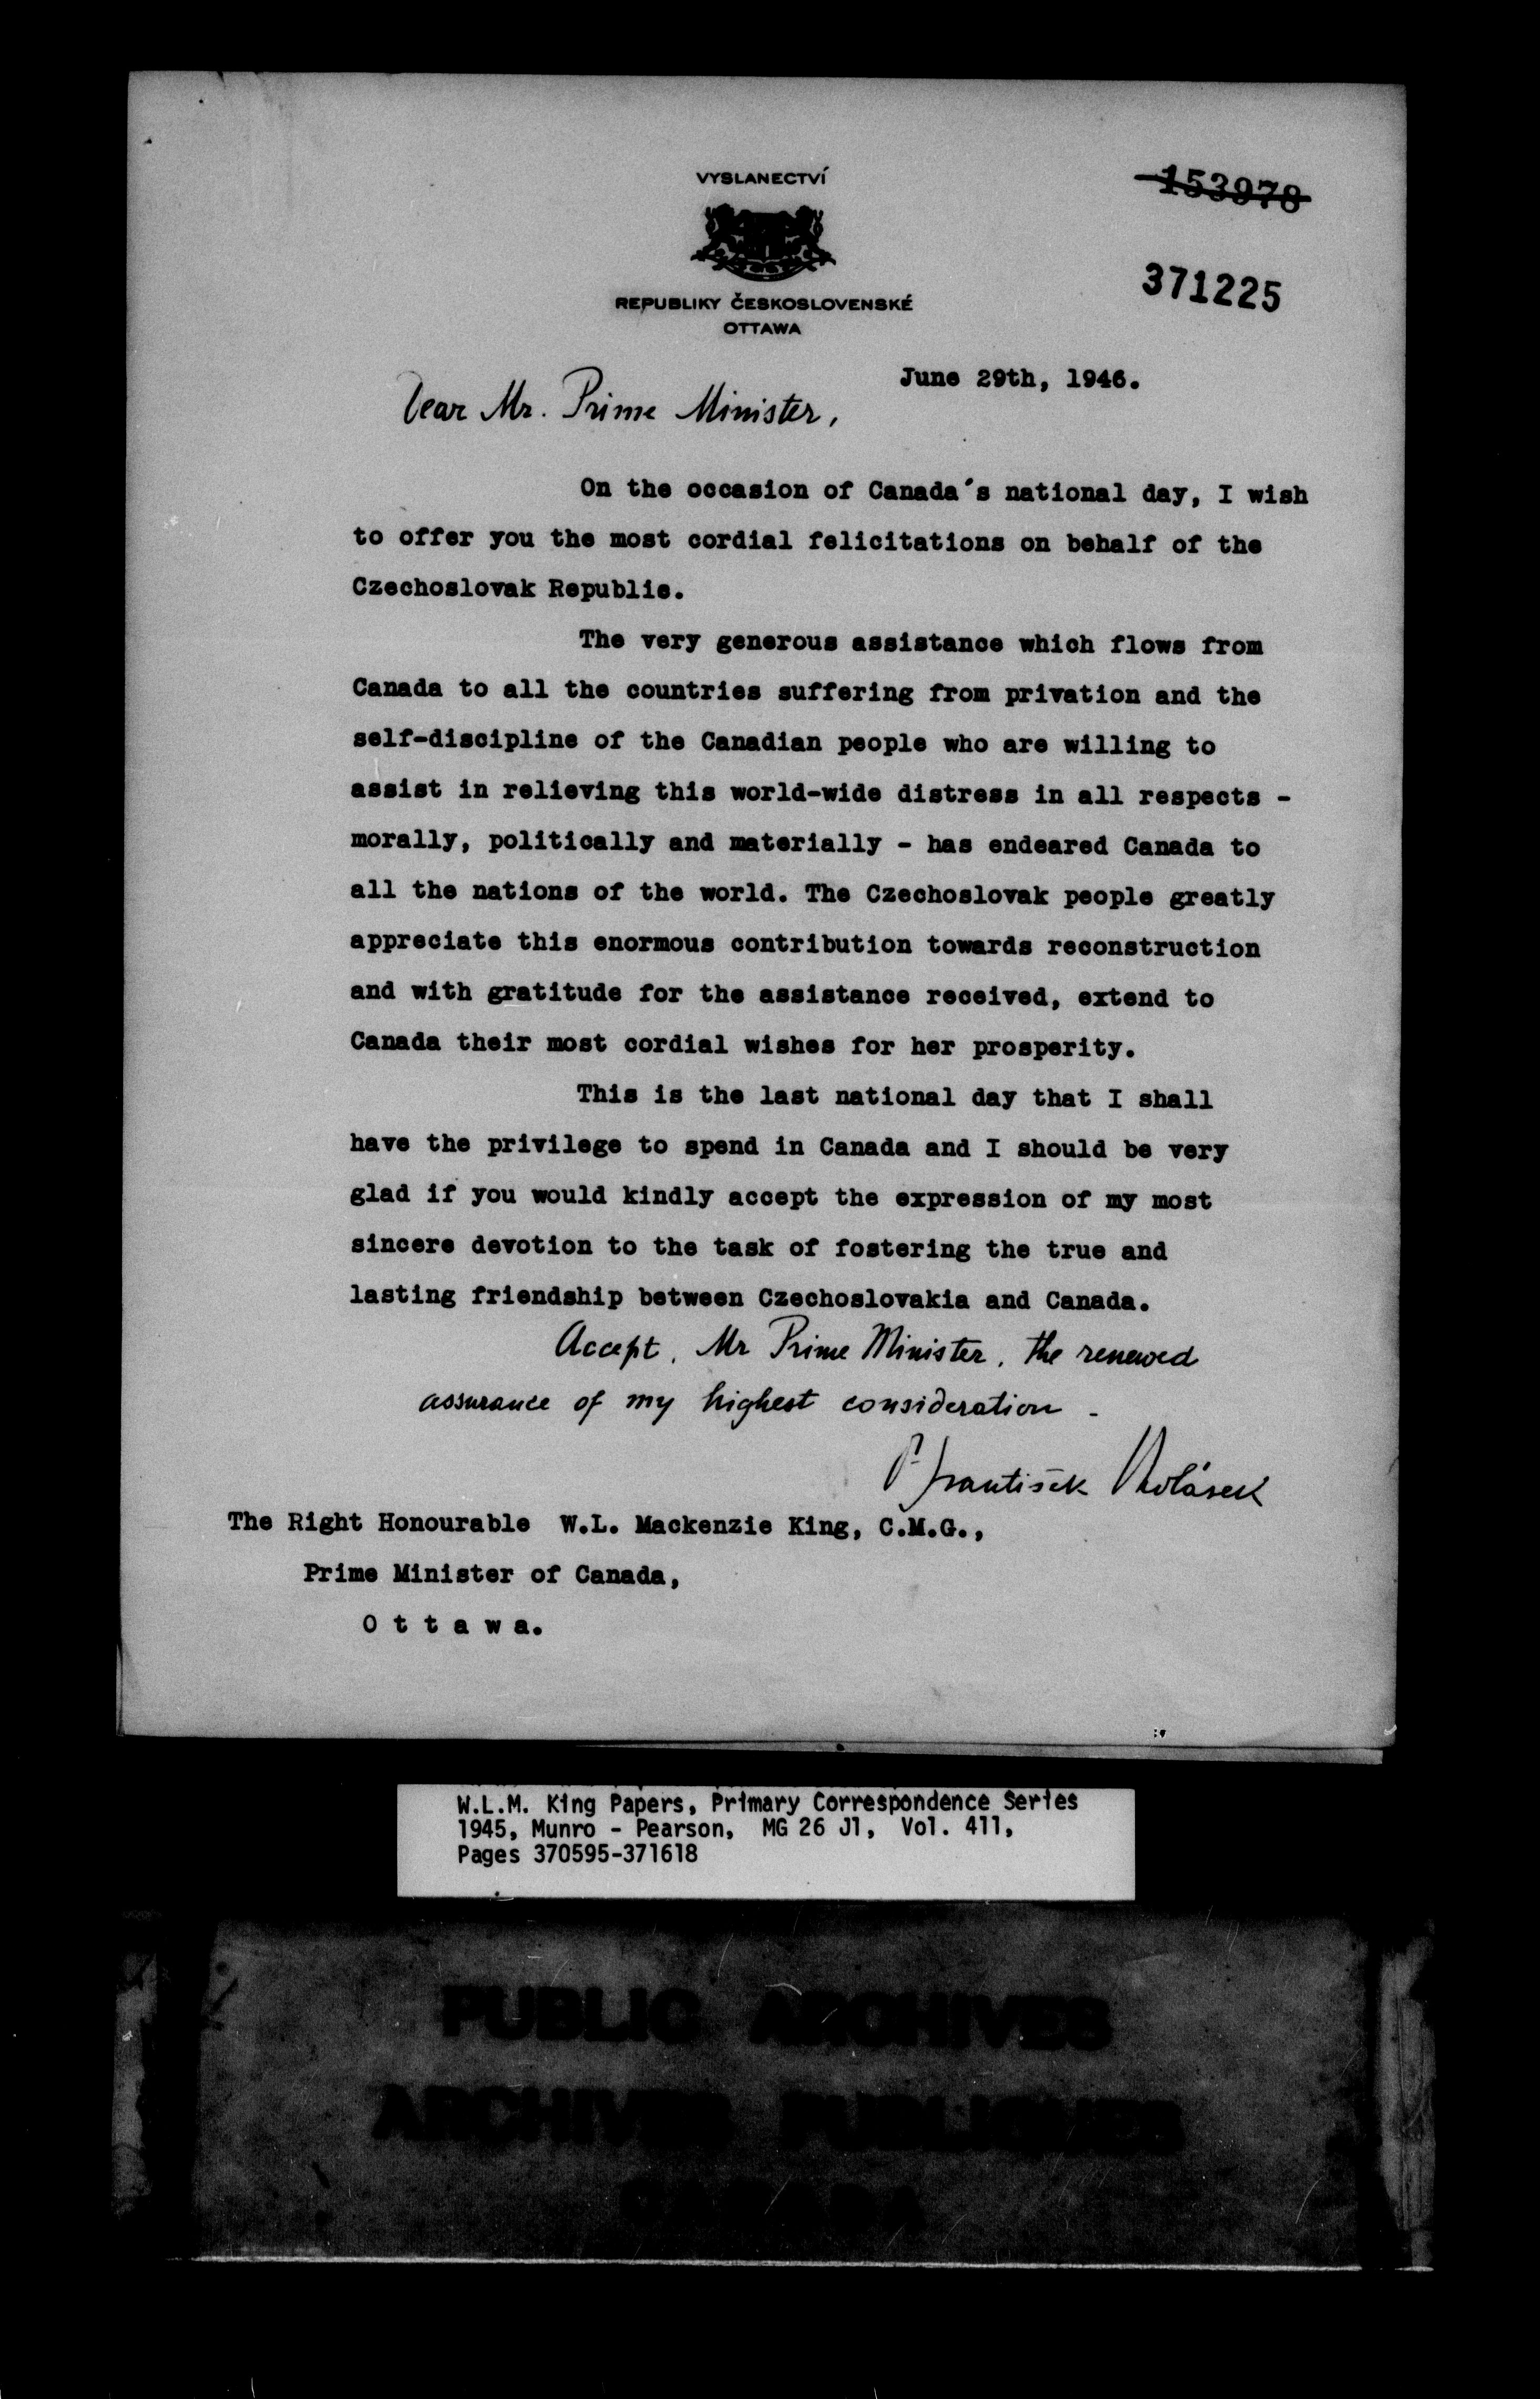 VYSLANECTVÍ
REPUBLIKY ČESKOSLOVENSKÉ
OTTAWA
153978
371225
June 29th, 1946.
Dear Mr. Prime Minister,
On the occasion of Canada's national day, I wish
to offer you the most cordial felicitations on behalf of the
Czechoslovak Republic.
The very generous assistance which flows from
Canada to all the countries suffering from privation and the
self-discipline of the Canadian people who are willing to
assist in relieving this world-wide distress in all respects -
morally, politically and materially - has endeared Canada to
all the nations of the world. The Czechoslovak people greatly
appreciate this enormous contribution towards reconstruction
and with gratitude for the assistance received, extend to
Canada their most cordial wishes for her prosperity.
This is the last national day that I shall
have the privilege to spend in Canada and I should be very
glad if you would kindly accept the expression of my most
sincere devotion to the task of fostering the true and
lasting friendship between Czechoslovakia and Canada.
Accept, Mr Prime Minister, the renewed
assurance of my highest consideration -
František
The Right Honourable W.L. Mackenzie King, C.M.G.,
Prime Minister of Canada,
O t t a w a.
W.L.M. King Papers, Primary Correspondence Series
1945, Munro - Pearson, MG 26 J1, Vol. 411,
Pages 370595-371618
PUBLIC ARCHIVES
ARCHIVES PUBLIQUES
CANADA